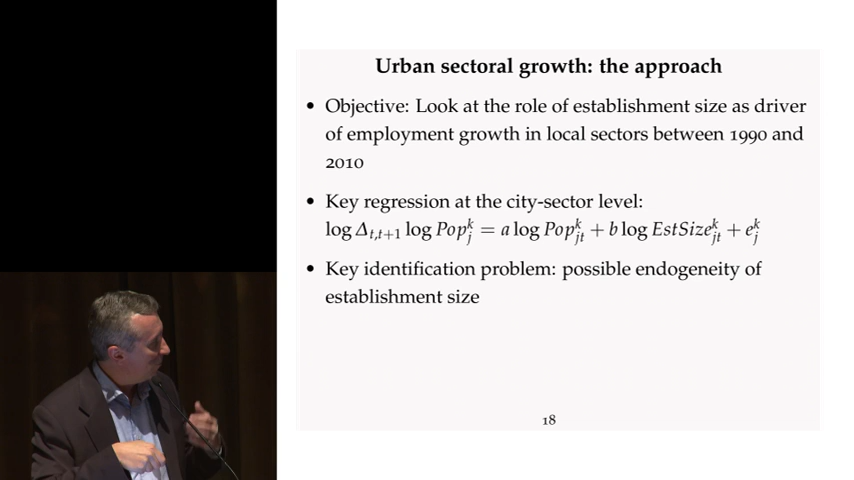 Urban sectoral growth: the approach
• Objective: Look at the role of establishment size as driver
of employment growth in local sectors between 1990 and
2010
• Key regression at the city-sector level:
log Δ_{t,t+1} log Pop_j^k = a log Pop_{jt}^k + b log EstSize_{jt}^k + e_j^k
• Key identification problem: possible endogeneity of
establishment size
18